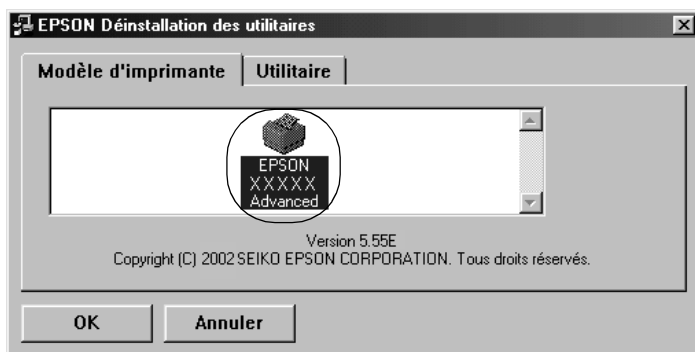 EPSON Déinstallation des utilitaires
Modèle d'imprimante
Utilitaire
EPSON
XXXXX
Advanced
Version 5.55E
Copyright (C) 2002 SEIKO EPSON CORPORATION. Tous droits réservés.
OK
Annuler